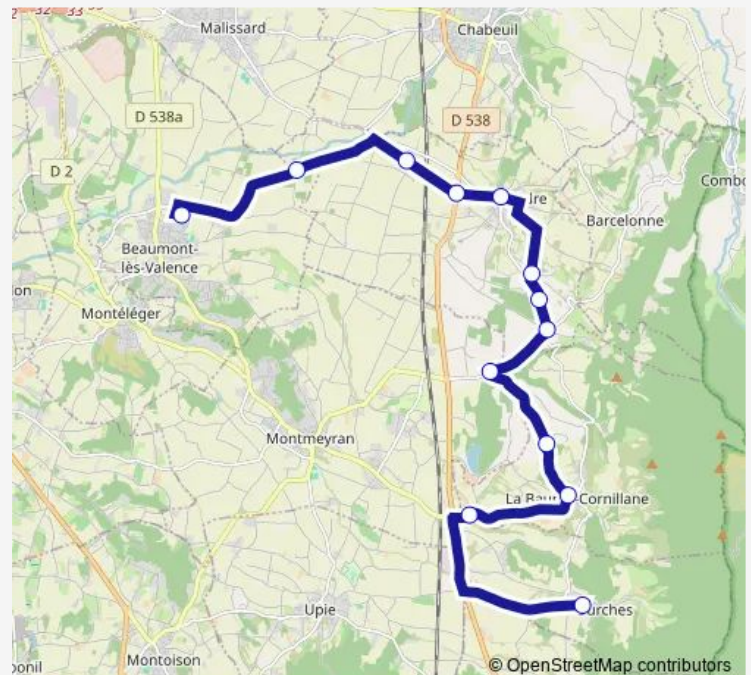 Malissard
Chabeuil
D 538a
D 538
D 2
Barcelonne
Beaumont-
lès-Valence
Montéléger
Montmeyran
Cornillane
Upie
Montoison
© OpenStreetMap contributors